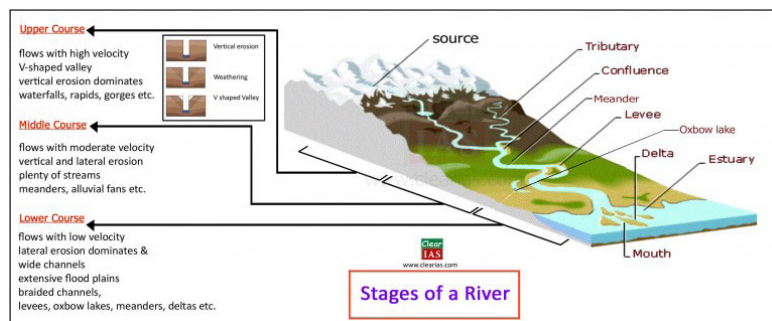 Upper Course
flows with high velocity
V-shaped valley
vertical erosion dominates
waterfalls, rapids, gorges etc.
Vertical erosion
Weathering
V shaped Valley
Middle Course
flows with moderate velocity
vertical and lateral erosion
plenty of streams
meanders, alluvial fans etc.
Lower Course
flows with low velocity
lateral erosion dominates &
wide channels
extensive flood plains
braided channels,
levees, oxbow lakes, meanders, deltas etc.
source
Tributary
Confluence
Meander
Levee
Oxbow lake
Delta
Estuary
Mouth
Clear
IAS
www.clearias.com
Stages of a River